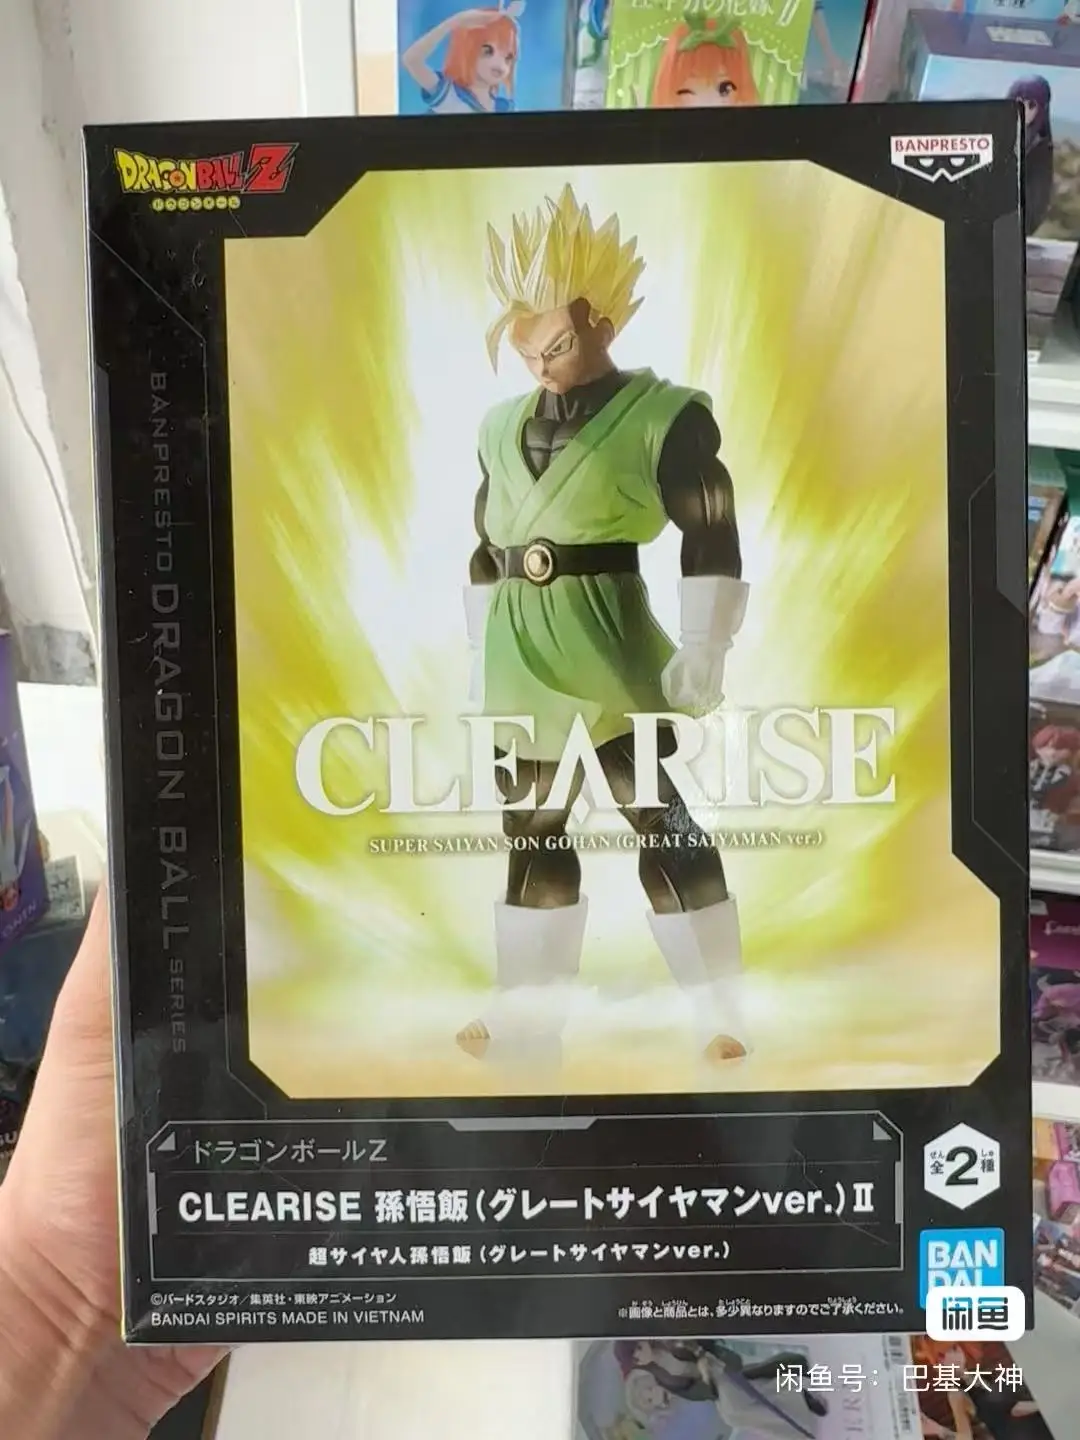 DRAGON BALL Z
ドラゴンボール
BANPRESTO
BANPRESTO DRAGON BALL SERIES
CLEARISE
SUPER SAIYAN SON GOHAN (GREAT SAIYAMAN ver.)
ドラゴンボールZ
CLEARISE 孫悟飯(グレートサイヤマンver.)Ⅱ
超サイヤ人孫悟飯(グレートサイヤマンver.)
全2種
©バードスタジオ/集英社・東映アニメーション
BANDAI SPIRITS MADE IN VIETNAM
※画像と商品とは、多少異なりますのでご了承ください。
BAN
DAI
闲鱼
闲鱼号：巴基大神